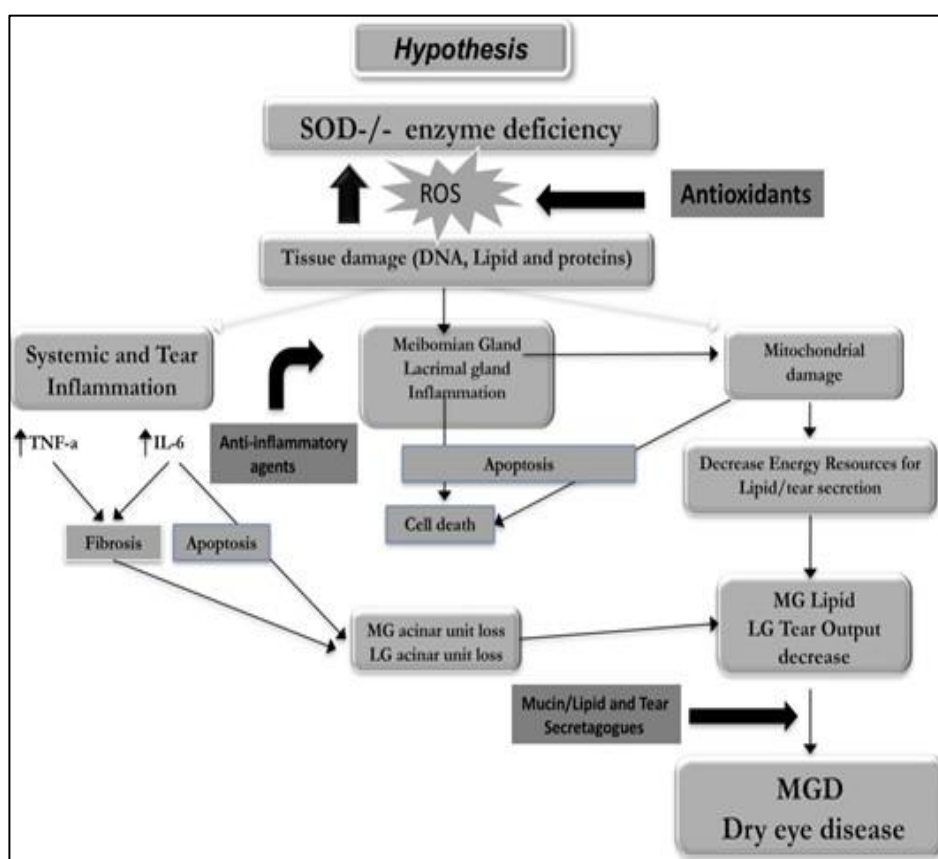 Hypothesis
SOD-/- enzyme deficiency
ROS
Antioxidants
Tissue damage (DNA, Lipid and proteins)
Systemic and Tear
Inflammation
Meibomian Gland
Lacrimal gland
Inflammation
Mitochondrial
damage
TNF-a
IL-6
Anti-inflammatory
agents
Apoptosis
Decrease Energy Resources for
Lipid/tear secretion
Cell death
Fibrosis
Apoptosis
MG acinar unit loss
LG acinar unit loss
MG Lipid
LG Tear Output
decrease
Mucin/Lipid and Tear
Secretagogues
MGD
Dry eye disease